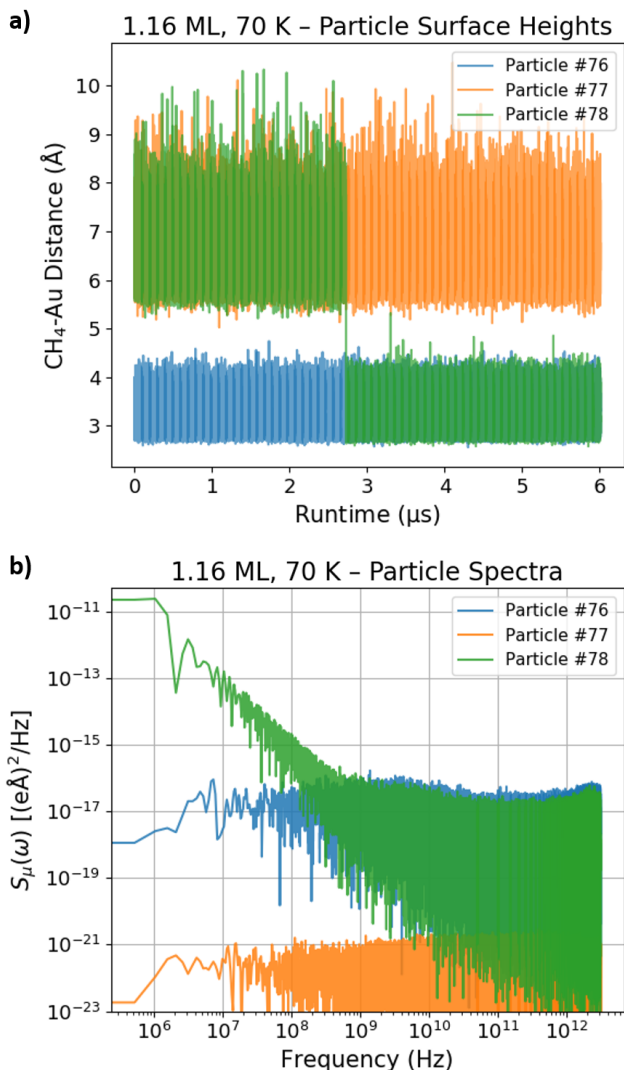 a)
1.16 ML, 70 K – Particle Surface Heights
Particle #76
Particle #77
Particle #78
10
9
8
7
6
5
4
3
CH₄-Au Distance (Å)
0 1 2 3 4 5 6
Runtime (μs)
b)
1.16 ML, 70 K – Particle Spectra
Particle #76
Particle #77
Particle #78
10⁻¹¹
10⁻¹³
10⁻¹⁵
10⁻¹⁷
10⁻¹⁹
10⁻²¹
10⁻²³
Sμ(ω) [(eÅ)²/Hz]
10⁶ 10⁷ 10⁸ 10⁹ 10¹⁰ 10¹¹ 10¹²
Frequency (Hz)